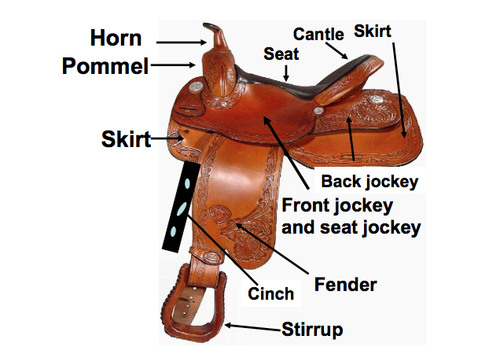 Horn
Pommel
Cantle
Skirt
Seat
Skirt
Back jockey
Front jockey
and seat jockey
Fender
Cinch
Stirrup